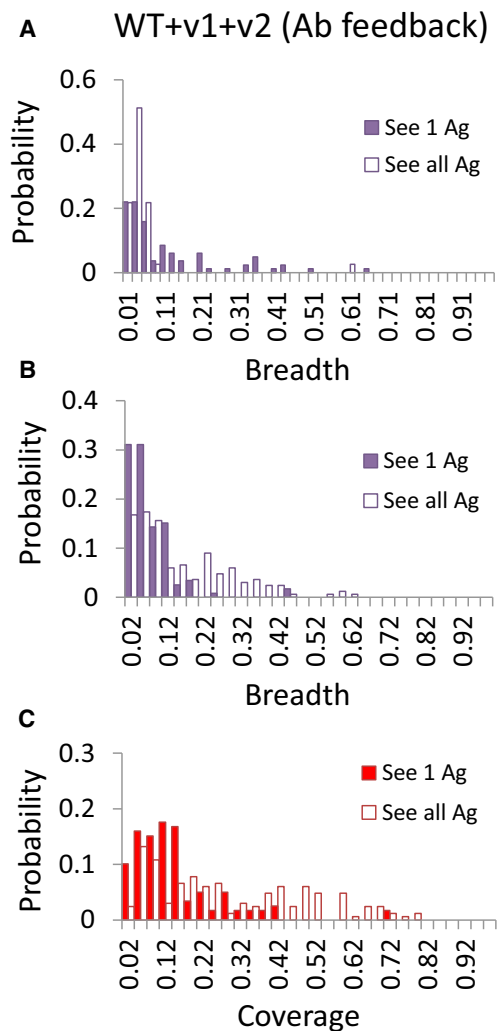 A WT+v1+v2 (Ab feedback)
Probability
0.6
0.4
0.2
0
See 1 Ag
See all Ag
0.01 0.11 0.21 0.31 0.41 0.51 0.61 0.71 0.81 0.91
Breadth
B
Probability
0.4
0.3
0.2
0.1
0
See 1 Ag
See all Ag
0.02 0.12 0.22 0.32 0.42 0.52 0.62 0.72 0.82 0.92
Breadth
C
Probability
0.3
0.2
0.1
0
See 1 Ag
See all Ag
0.02 0.12 0.22 0.32 0.42 0.52 0.62 0.72 0.82 0.92
Coverage